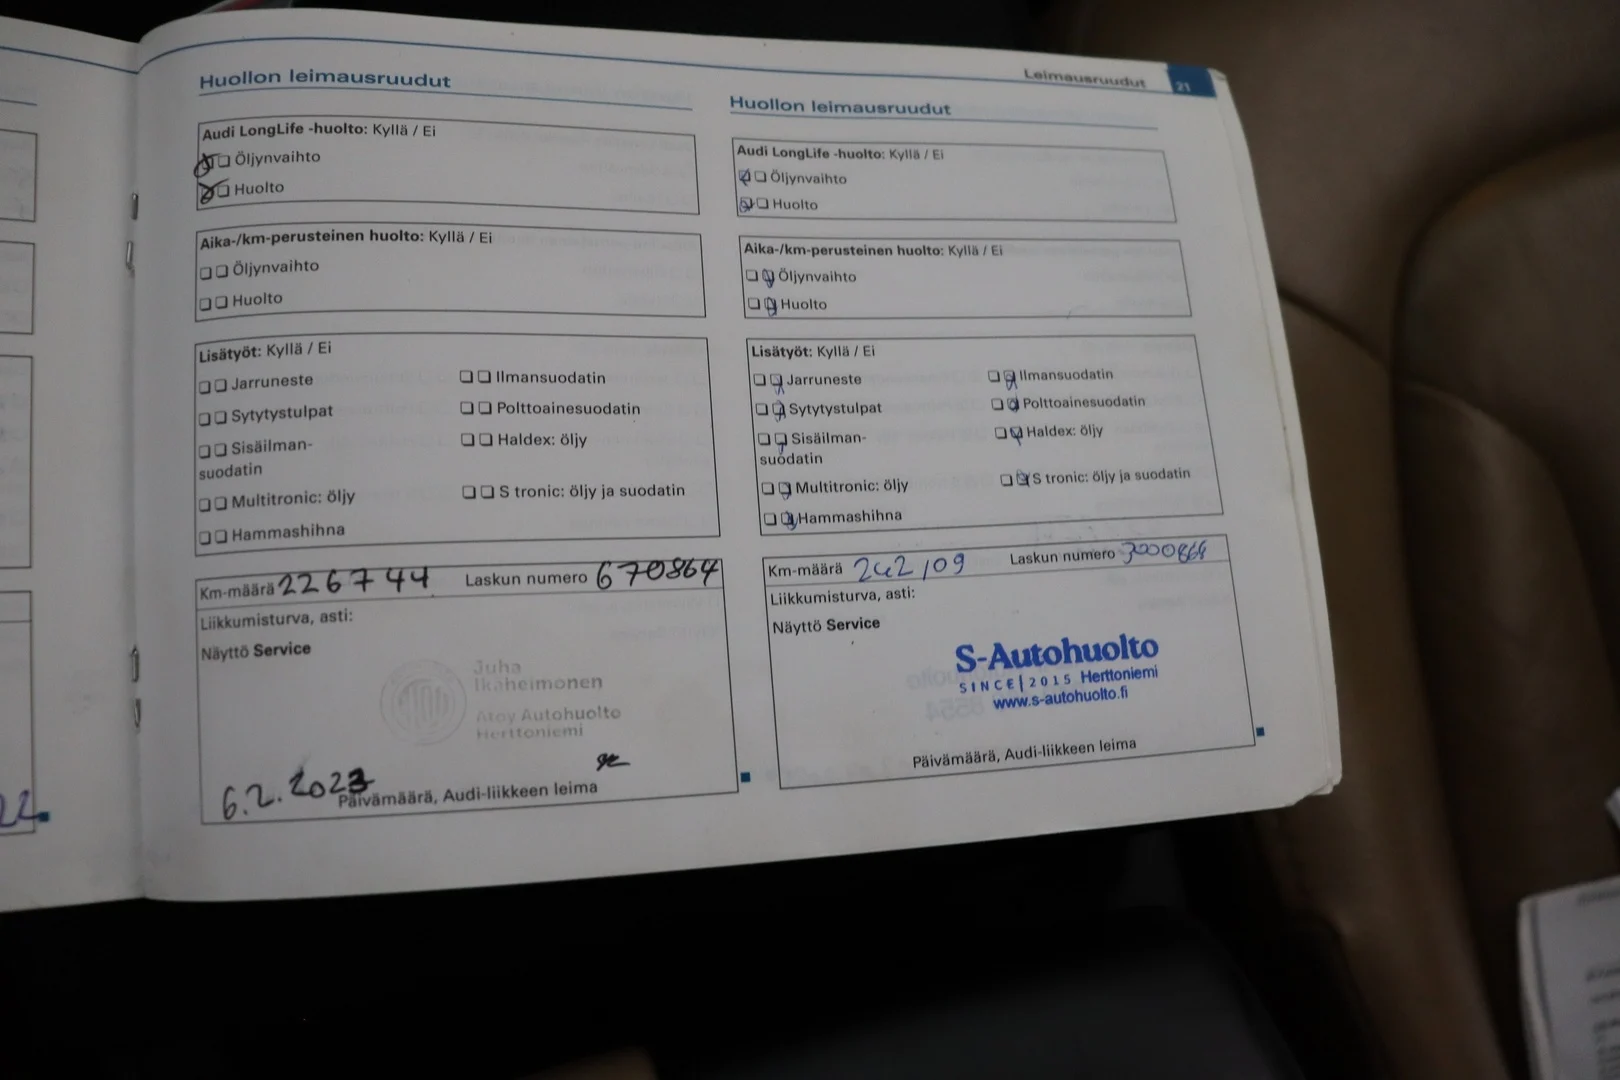 Leimausruudut 21
Huollon leimausruudut
Audi LongLife -huolto: Kyllä / Ei
Öljynvaihto
Huolto
Aika-/km-perusteinen huolto: Kyllä / Ei
Öljynvaihto
Huolto
Lisätyöt: Kyllä / Ei
Jarruneste
Ilmansuodatin
Sytytystulpat
Polttoainesuodatin
Sisäilman-
suodatin
Haldex: öljy
Multitronic: öljy
S tronic: öljy ja suodatin
Hammashihna
Km-määrä 226744 Laskun numero 670864
Liikkumisturva, asti:
Näyttö Service
Juha
Ikäheimonen
Atoy Autohuolto
Herttoniemi
6.2.2023
Päivämäärä, Audi-liikkeen leima
Huollon leimausruudut
Audi LongLife -huolto: Kyllä / Ei
Öljynvaihto
Huolto
Aika-/km-perusteinen huolto: Kyllä / Ei
Öljynvaihto
Huolto
Lisätyöt: Kyllä / Ei
Jarruneste
Ilmansuodatin
Sytytystulpat
Polttoainesuodatin
Sisäilman-
suodatin
Haldex: öljy
Multitronic: öljy
S tronic: öljy ja suodatin
Hammashihna
Km-määrä 242109 Laskun numero
Liikkumisturva, asti:
Näyttö Service
S-Autohuolto
SINCE|2015 Herttoniemi
www.s-autohuolto.fi
Päivämäärä, Audi-liikkeen leima